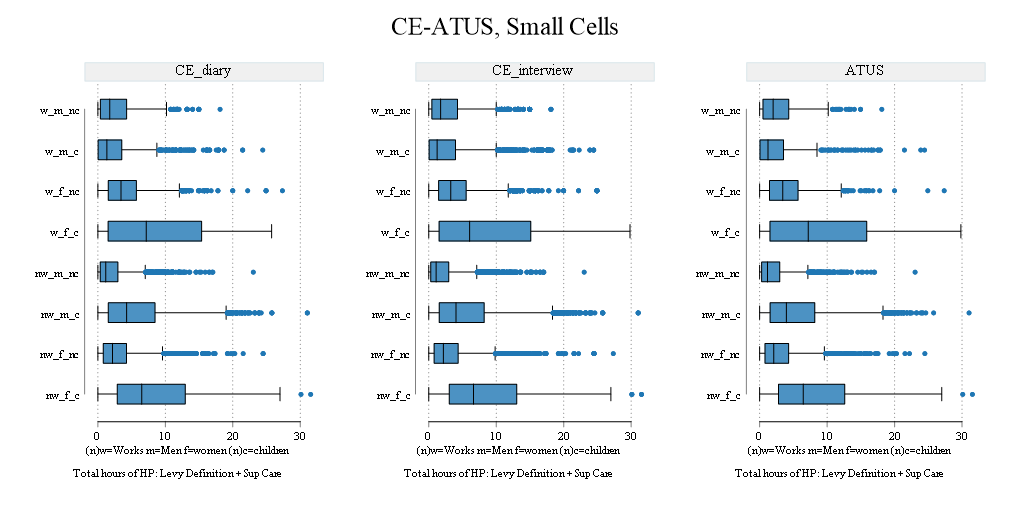 CE-ATUS, Small Cells
CE_diary
w_m_nc
w_m_c
w_f_nc
w_f_c
nw_m_nc
nw_m_c
nw_f_nc
nw_f_c
0 10 20 30
(n)w=Works m=Men f=women (n)c=children
Total hours of HP: Levy Definition + Sup Care
CE_interview
w_m_nc
w_m_c
w_f_nc
w_f_c
nw_m_nc
nw_m_c
nw_f_nc
nw_f_c
0 10 20 30
(n)w=Works m=Men f=women (n)c=children
Total hours of HP: Levy Definition + Sup Care
ATUS
w_m_nc
w_m_c
w_f_nc
w_f_c
nw_m_nc
nw_m_c
nw_f_nc
nw_f_c
0 10 20 30
(n)w=Works m=Men f=women (n)c=children
Total hours of HP: Levy Definition + Sup Care